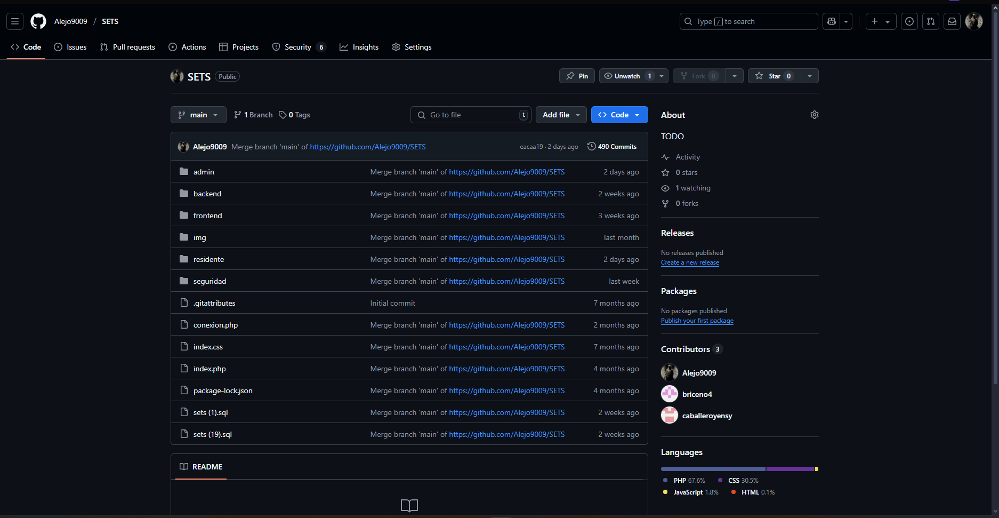 Alejo9009 / SETS
Type / to search
Code Issues Pull requests Actions Projects Security 6 Insights Settings
SETS Public
Pin Unwatch 1 Fork 0 Star 0
main 1 Branch 0 Tags
Go to file t Add file Code
Alejo9009 Merge branch 'main' of https://github.com/Alejo9009/SETS eacaa19 · 2 days ago 490 Commits
admin Merge branch 'main' of https://github.com/Alejo9009/SETS 2 days ago
backend Merge branch 'main' of https://github.com/Alejo9009/SETS 2 weeks ago
frontend Merge branch 'main' of https://github.com/Alejo9009/SETS 3 weeks ago
img Merge branch 'main' of https://github.com/Alejo9009/SETS last month
residente Merge branch 'main' of https://github.com/Alejo9009/SETS 2 days ago
seguridad Merge branch 'main' of https://github.com/Alejo9009/SETS last week
.gitattributes Initial commit 7 months ago
conexion.php Merge branch 'main' of https://github.com/Alejo9009/SETS 2 months ago
index.css Merge branch 'main' of https://github.com/Alejo9009/SETS 7 months ago
index.php Merge branch 'main' of https://github.com/Alejo9009/SETS 4 months ago
package-lock.json Merge branch 'main' of https://github.com/Alejo9009/SETS 4 months ago
sets (1).sql Merge branch 'main' of https://github.com/Alejo9009/SETS 2 weeks ago
sets (19).sql Merge branch 'main' of https://github.com/Alejo9009/SETS 2 weeks ago
README
About
TODO
Activity
0 stars
1 watching
0 forks
Releases
No releases published
Create a new release
Packages
No packages published
Publish your first package
Contributors 3
Alejo9009
briceno4
caballeroyensy
Languages
PHP 67.6% CSS 30.5%
JavaScript 1.8% HTML 0.1%